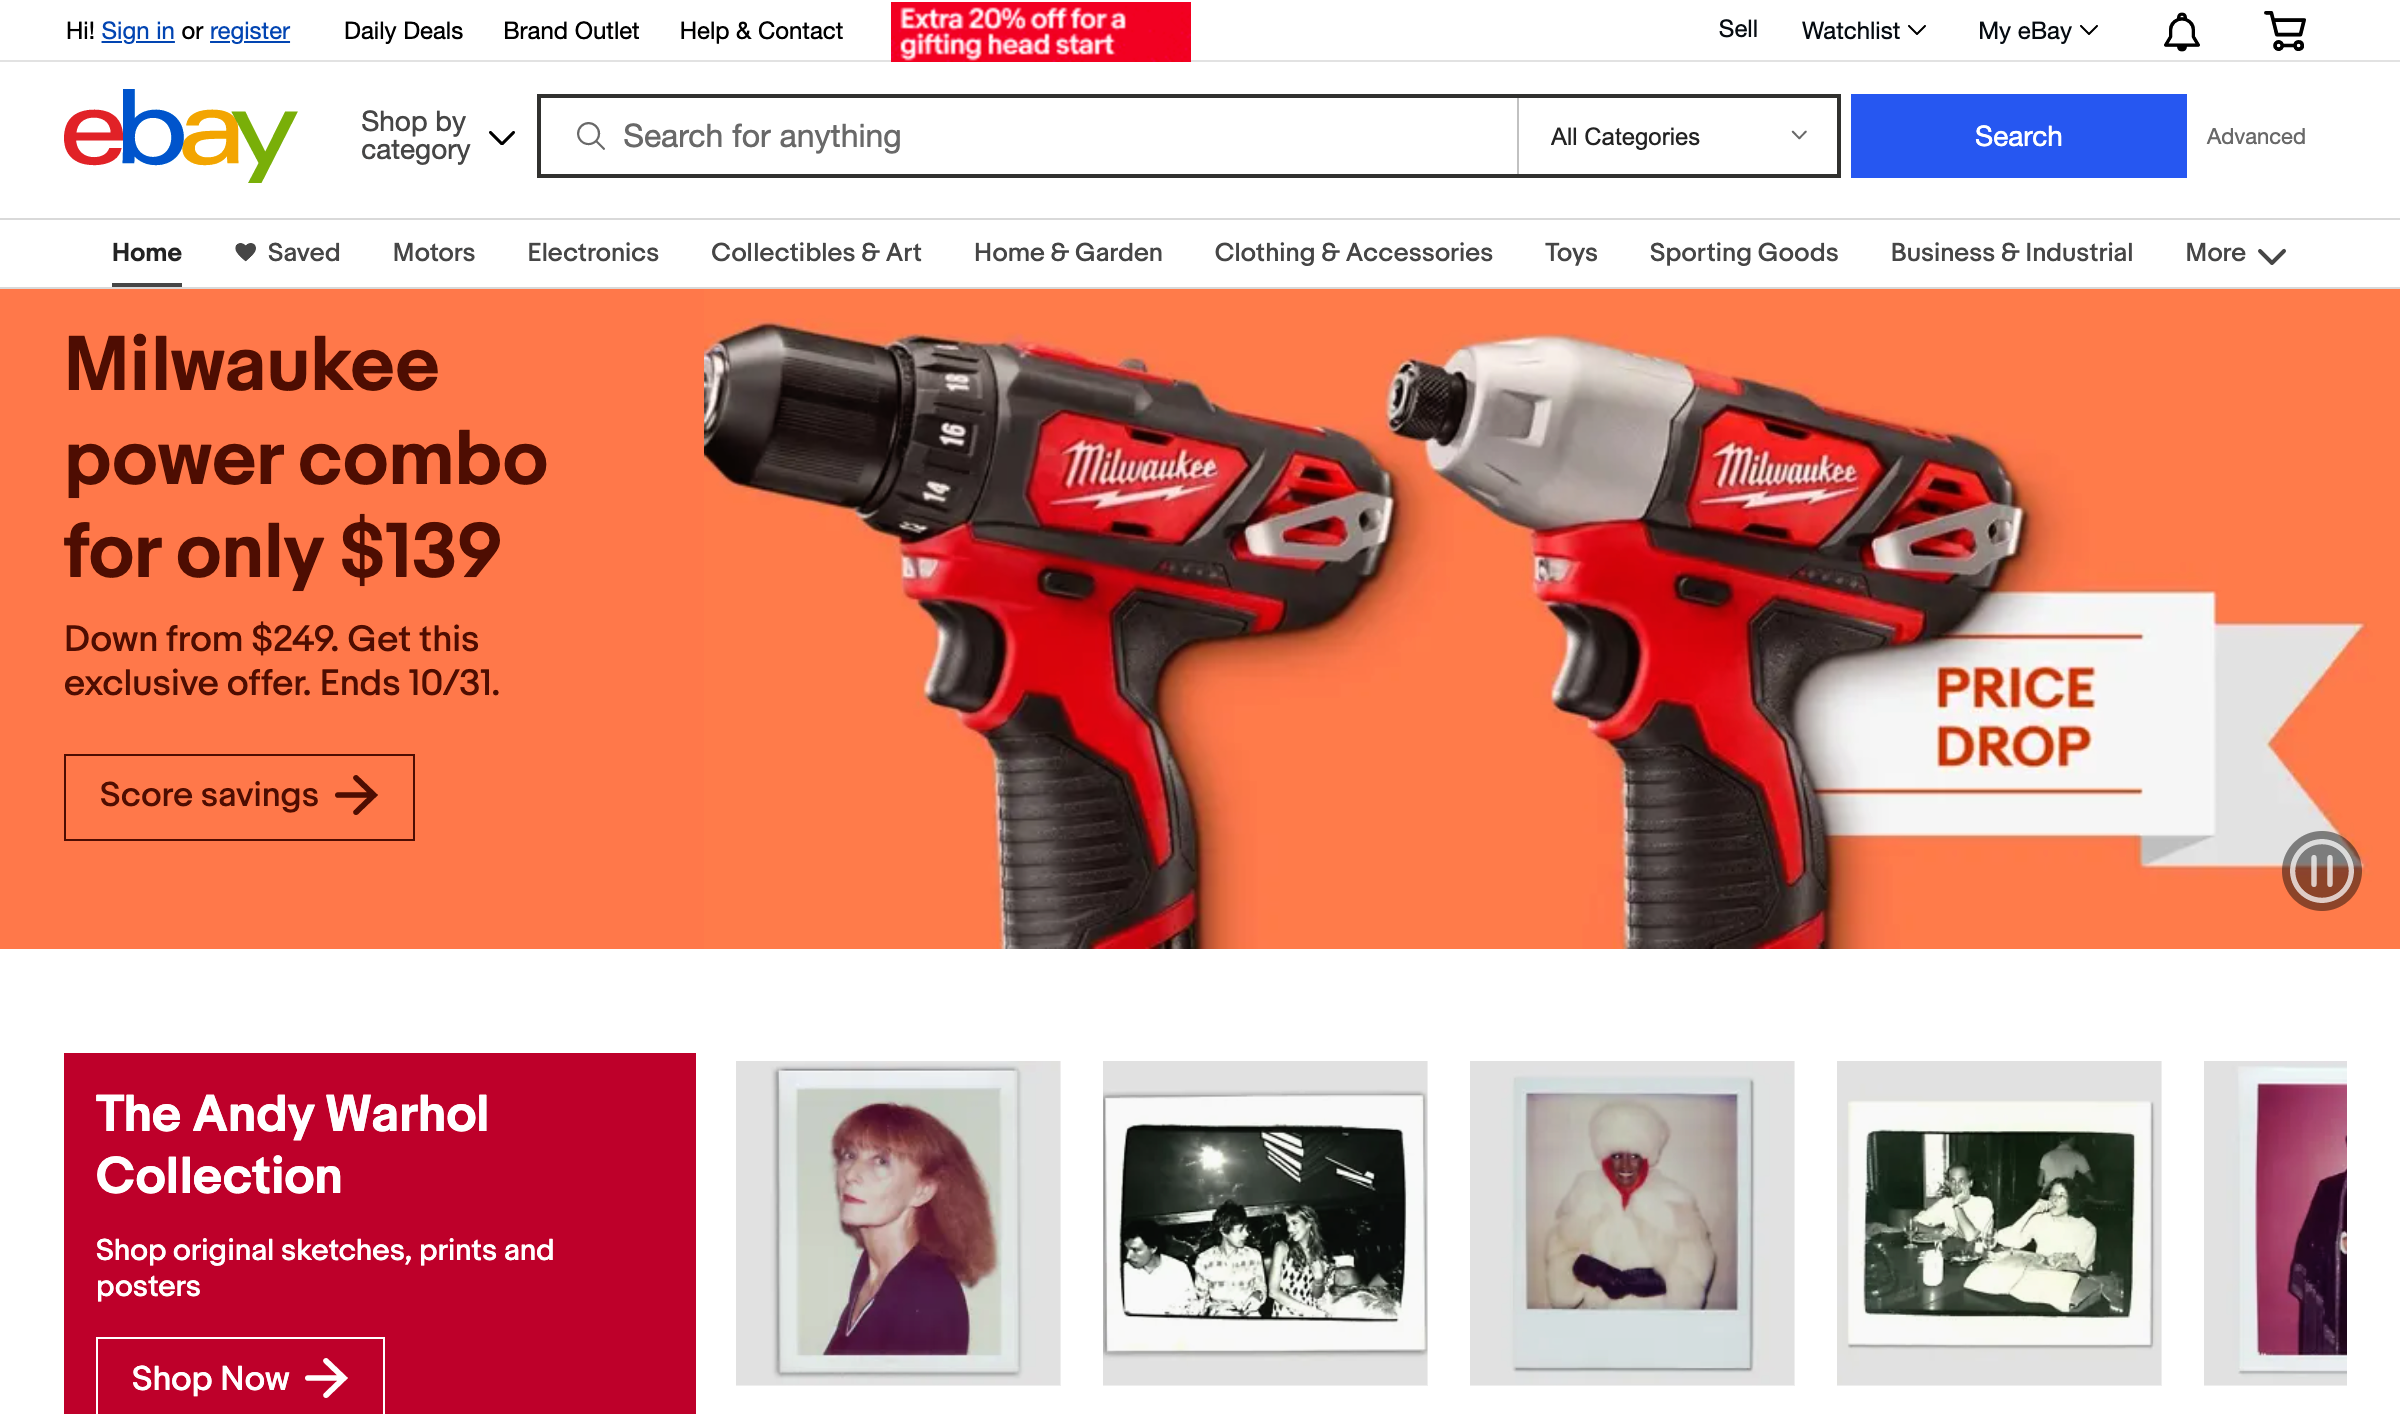 Hi! Sign in or register
Daily Deals
Brand Outlet
Help & Contact
Extra 20% off for a
gifting head start
Sell
Watchlist
My eBay
ebay
Shop by
category
Search for anything
All Categories
Search
Advanced
Home
Saved
Motors
Electronics
Collectibles & Art
Home & Garden
Clothing & Accessories
Toys
Sporting Goods
Business & Industrial
More
Milwaukee
power combo
for only $139
Down from $249. Get this
exclusive offer. Ends 10/31.
Score savings
18
16
14
12
Milwaukee
Milwaukee
PRICE
DROP
The Andy Warhol
Collection
Shop original sketches, prints and
posters
Shop Now